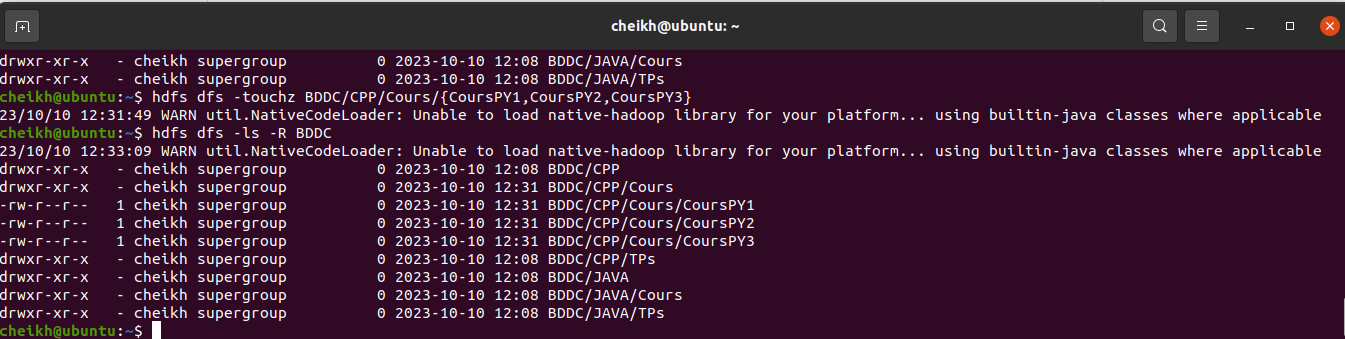 cheikh@ubuntu: ~
drwxr-xr-x   - cheikh supergroup          0 2023-10-10 12:08 BDDC/JAVA/Cours
drwxr-xr-x   - cheikh supergroup          0 2023-10-10 12:08 BDDC/JAVA/TPs
cheikh@ubuntu:~$ hdfs dfs -touchz BDDC/CPP/Cours/{CoursPY1,CoursPY2,CoursPY3}
23/10/10 12:31:49 WARN util.NativeCodeLoader: Unable to load native-hadoop library for your platform... using builtin-java classes where applicable
cheikh@ubuntu:~$ hdfs dfs -ls -R BDDC
23/10/10 12:33:09 WARN util.NativeCodeLoader: Unable to load native-hadoop library for your platform... using builtin-java classes where applicable
drwxr-xr-x   - cheikh supergroup          0 2023-10-10 12:08 BDDC/CPP
drwxr-xr-x   - cheikh supergroup          0 2023-10-10 12:31 BDDC/CPP/Cours
-rw-r--r--   1 cheikh supergroup          0 2023-10-10 12:31 BDDC/CPP/Cours/CoursPY1
-rw-r--r--   1 cheikh supergroup          0 2023-10-10 12:31 BDDC/CPP/Cours/CoursPY2
-rw-r--r--   1 cheikh supergroup          0 2023-10-10 12:31 BDDC/CPP/Cours/CoursPY3
drwxr-xr-x   - cheikh supergroup          0 2023-10-10 12:08 BDDC/CPP/TPs
drwxr-xr-x   - cheikh supergroup          0 2023-10-10 12:08 BDDC/JAVA
drwxr-xr-x   - cheikh supergroup          0 2023-10-10 12:08 BDDC/JAVA/Cours
drwxr-xr-x   - cheikh supergroup          0 2023-10-10 12:08 BDDC/JAVA/TPs
cheikh@ubuntu:~$